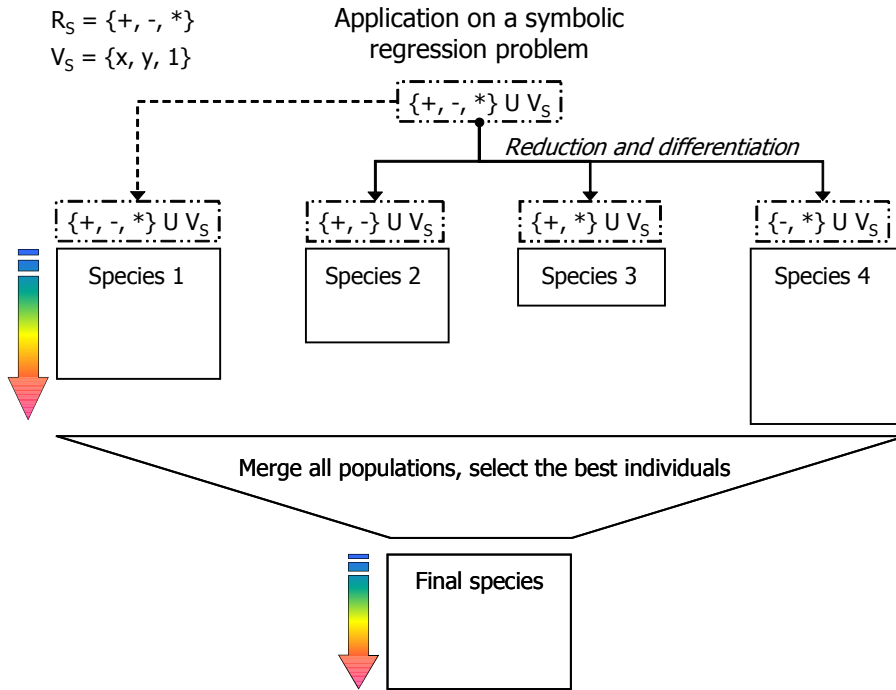 R_S = {+, -, *}
V_S = {x, y, 1}
Application on a symbolic
regression problem
{+, -, *} U V_S
Reduction and differentiation
{+, -, *} U V_S
{+, -} U V_S
{+, *} U V_S
{-, *} U V_S
Species 1
Species 2
Species 3
Species 4
Merge all populations, select the best individuals
Final species